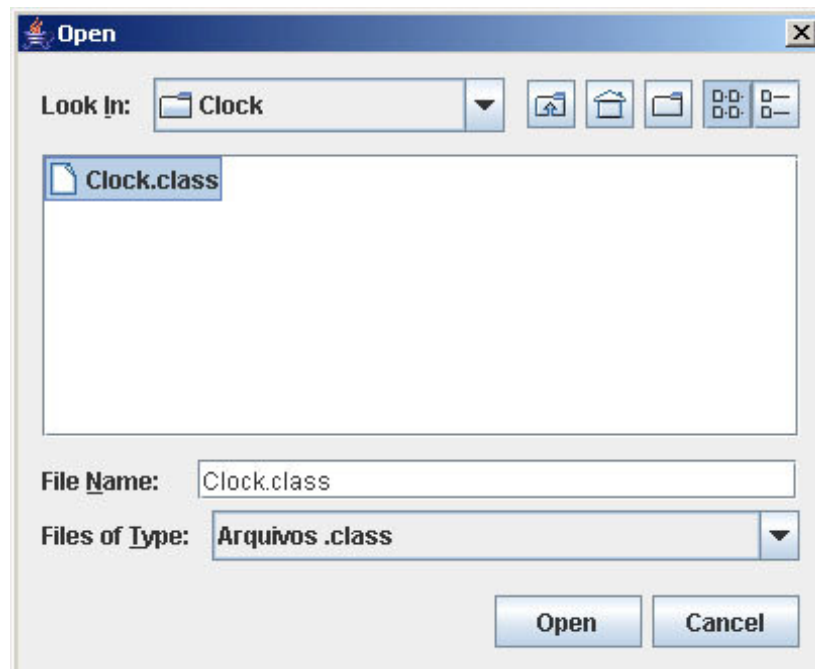 Open
Look In: Clock
Clock.class
File Name: Clock.class
Files of Type: Arquivos .class
Open Cancel